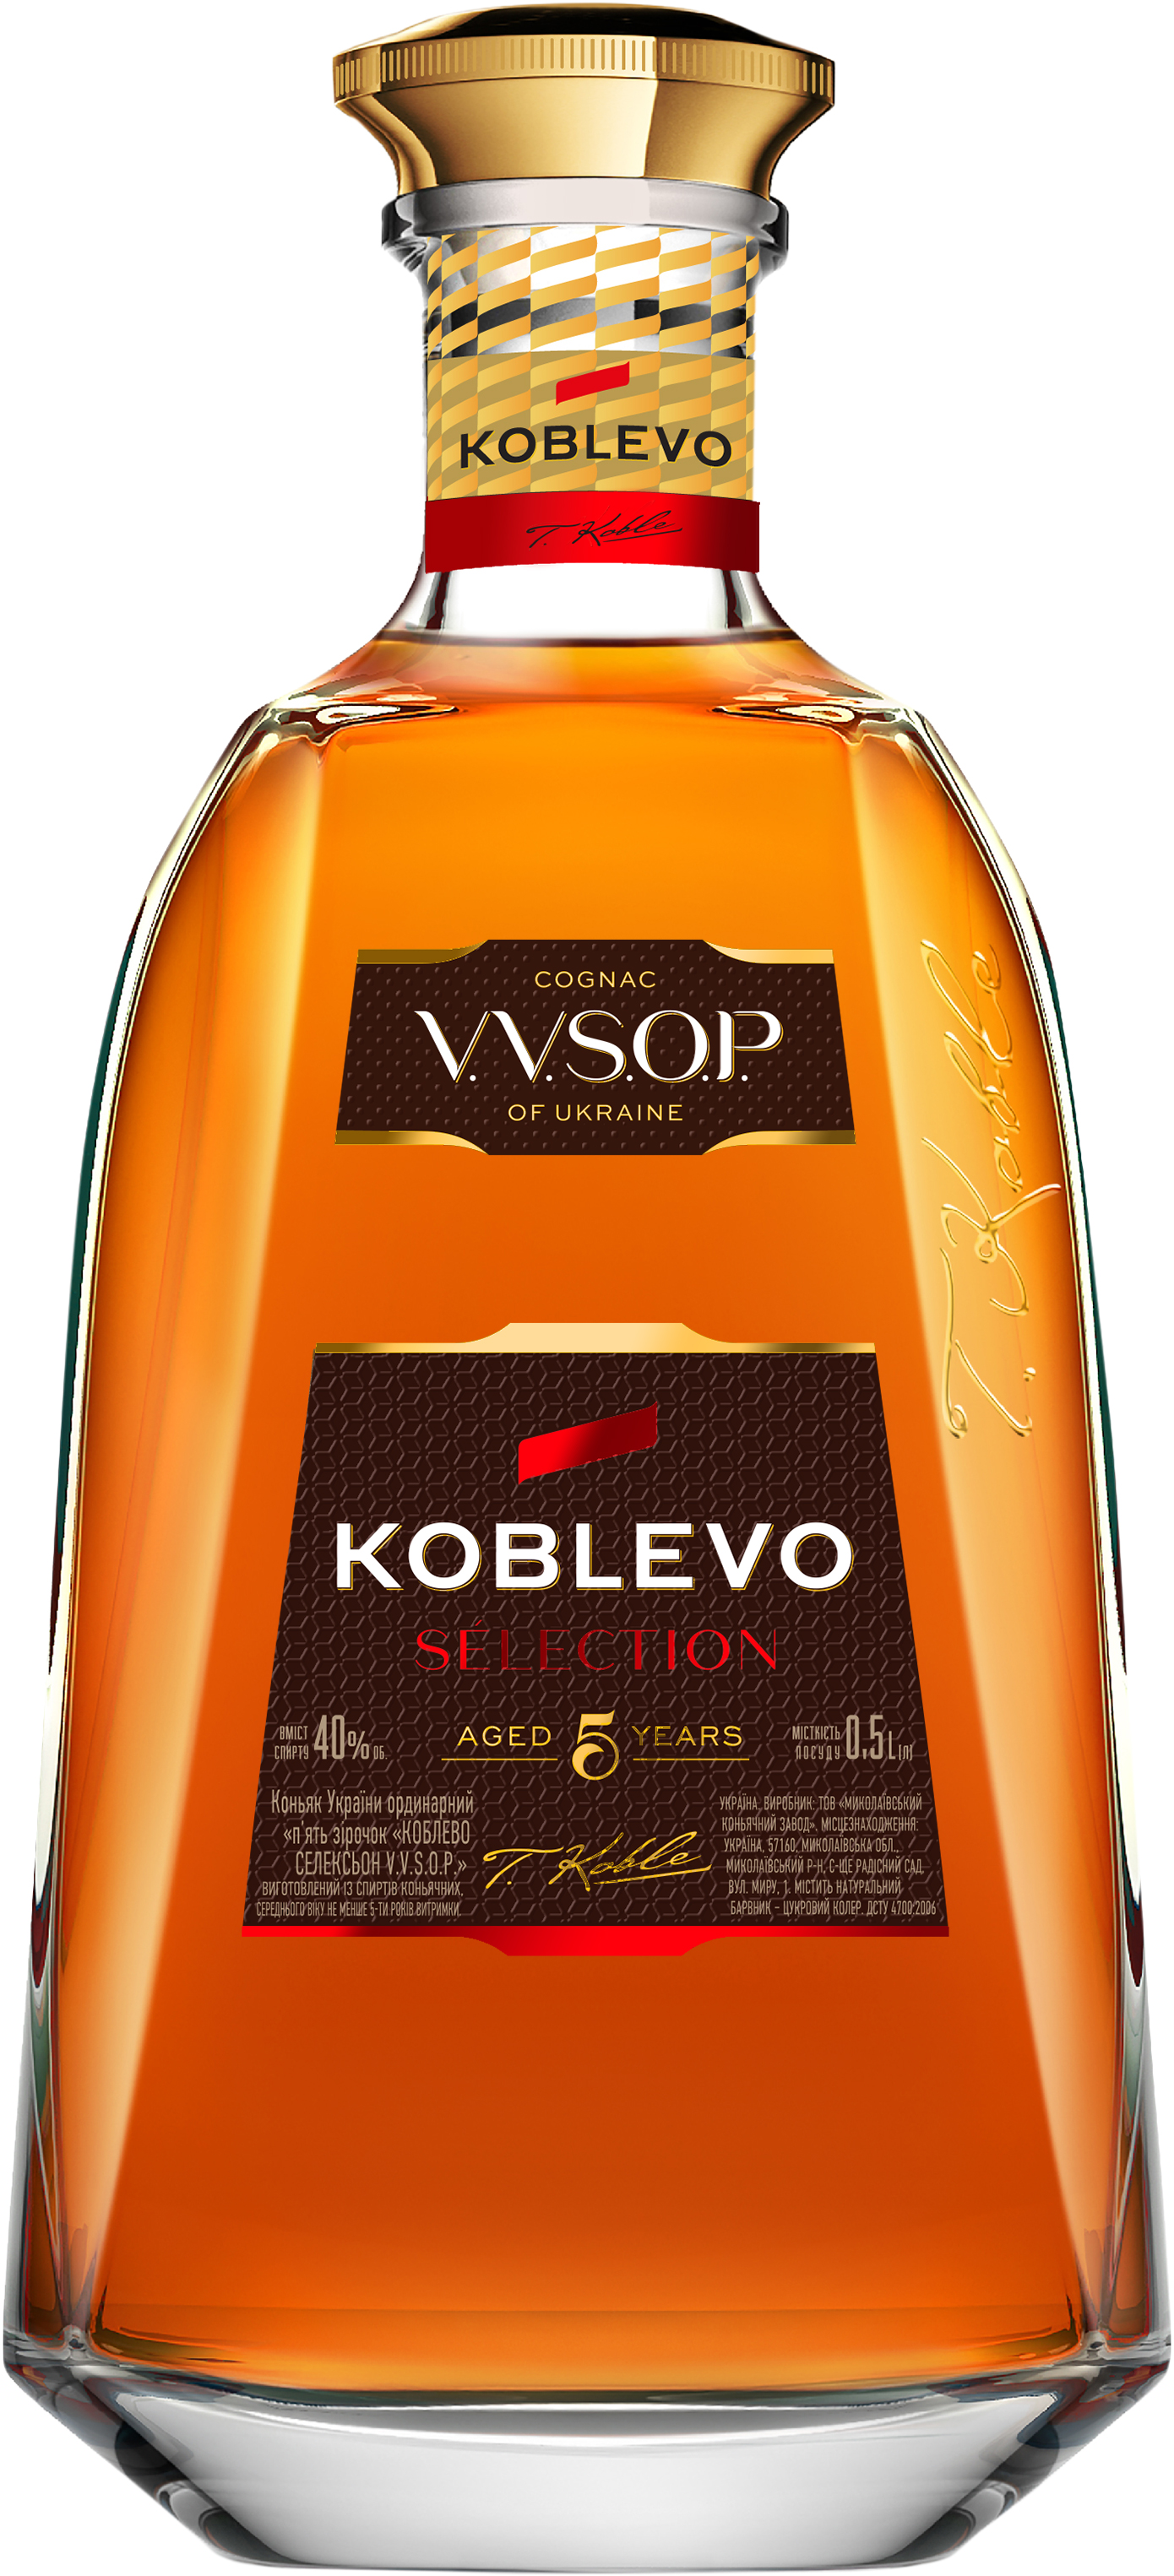 KOBLEVO
T. Koble
COGNAC
V.V.S.O.P.
OF UKRAINE
T. Koble
KOBLEVO
SÉLECTION
ВМІСТ СПИРТУ 40% ОБ.
AGED 5 YEARS
МІСТКІСТЬ ПОСУДУ 0,5L (Л)
Коньяк України ординарний
«п ять зірочок «КОБЛЕВО
СЕЛЕКСЬОН V.V.S.O.P.»
ВИГОТОВЛЕНИЙ ІЗ СПИРТІВ КОНЬЯЧНИХ,
СЕРЕДНЬОГО ВІКУ НЕ МЕНШЕ 5-ТИ РОКІВ ВИТРИМКИ
T. Koble
УКРАЇНА, ВИРОБНИК: ТОВ «МИКОЛАЇВСЬКИЙ
КОНЬЯЧНИЙ ЗАВОД». МІСЦЕЗНАХОДЖЕННЯ:
УКРАЇНА, 57160, МИКОЛАЇВСЬКА ОБЛ.,
МИКОЛАЇВСЬКИЙ Р-Н, С-ЩЕ РАДІСНИЙ САД,
ВУЛ. МИРУ, 1. МІСТИТЬ НАТУРАЛЬНИЙ
БАРВНИК – ЦУКРОВИЙ КОЛЕР. ДСТУ 4700:2006